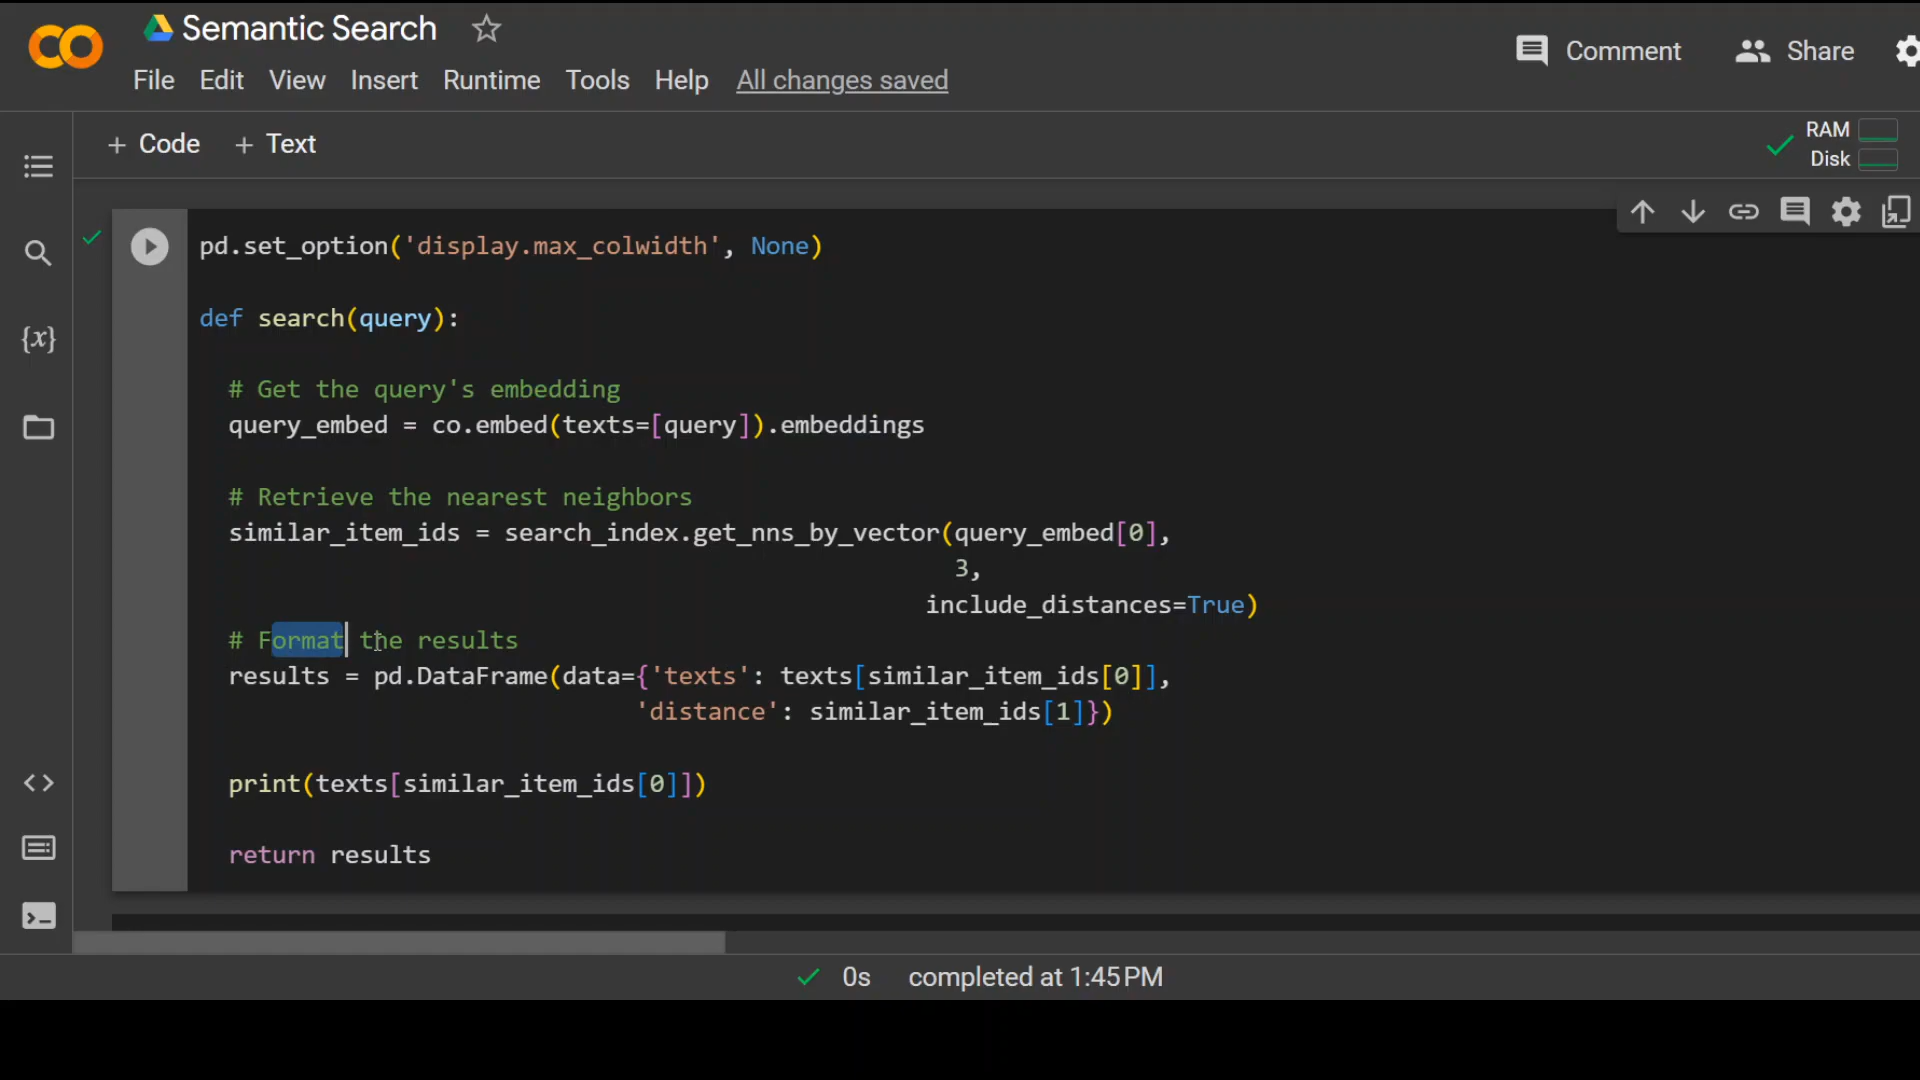 Semantic Search
Comment
Share
File Edit View Insert Runtime Tools Help All changes saved
+ Code + Text
RAM
Disk
pd.set_option('display.max_colwidth', None)
def search(query):
# Get the query's embedding
query_embed = co.embed(texts=[query]).embeddings
# Retrieve the nearest neighbors
similar_item_ids = search_index.get_nns_by_vector(query_embed[0],
3,
include_distances=True)
# Format the results
results = pd.DataFrame(data={'texts': texts[similar_item_ids[0]],
'distance': similar_item_ids[1]})
print(texts[similar_item_ids[0]])
return results
0s completed at 1:45 PM